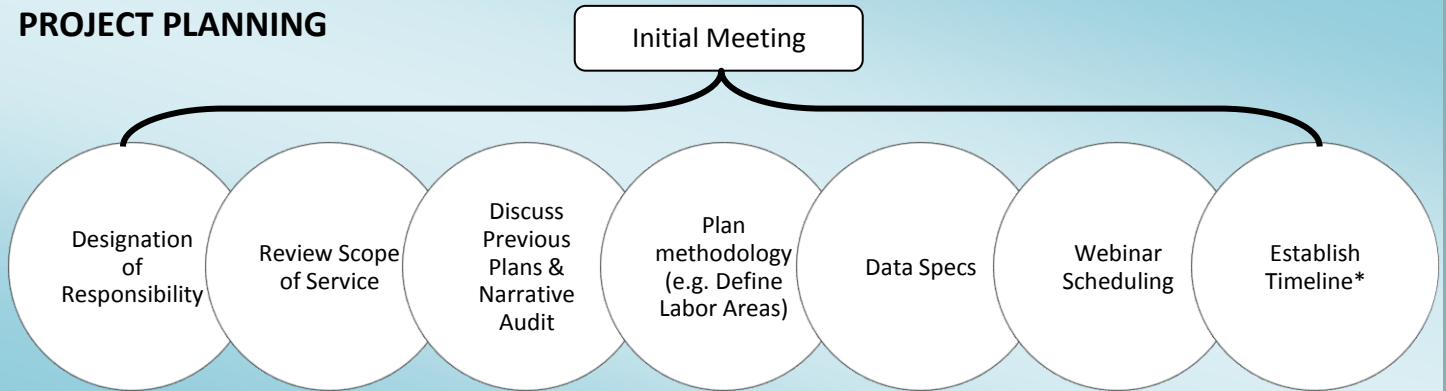 PROJECT PLANNING
Initial Meeting
Designation
of
Responsibility
Review Scope
of Service
Discuss
Previous
Plans &
Narrative
Audit
Plan
methodology
(e.g. Define
Labor Areas)
Data Specs
Webinar
Scheduling
Establish
Timeline*